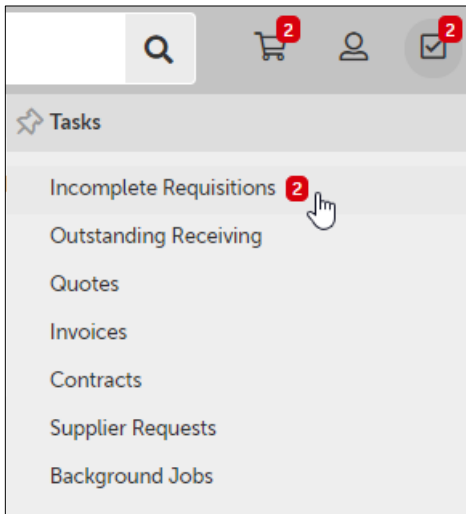 2
2
Tasks
Incomplete Requisitions 2
Outstanding Receiving
Quotes
Invoices
Contracts
Supplier Requests
Background Jobs